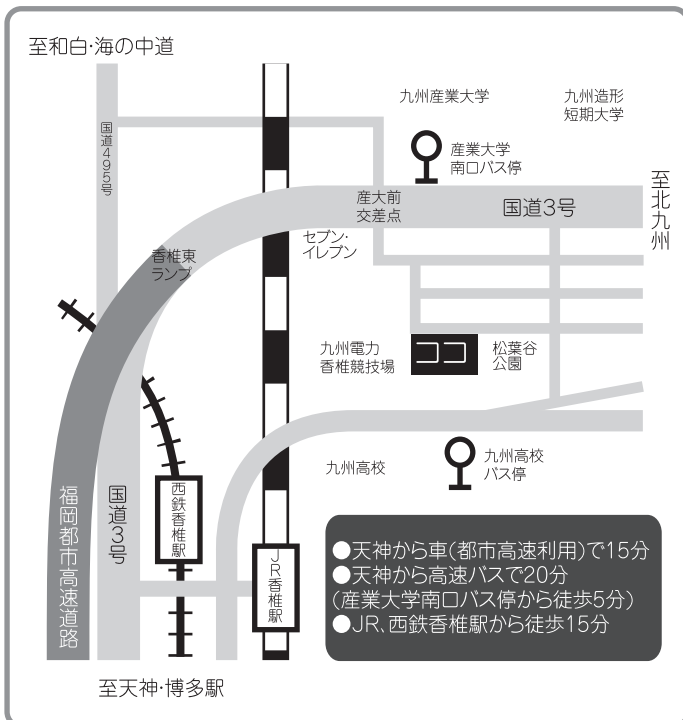 至和白・海の中道
国道495号
九州産業大学
九州造形
短期大学
産業大学
南口バス停
至北九州
産大前
交差点
国道3号
セブン・
イレブン
香椎東
ランプ
九州電力
香椎競技場
ココ
松葉谷
公園
九州高校
九州高校
バス停
西鉄香椎駅
国道3号
福岡都市高速道路
JR香椎駅
●天神から車(都市高速利用)で15分
●天神から高速バスで20分
(産業大学南口バス停から徒歩5分)
●JR、西鉄香椎駅から徒歩15分
至天神・博多駅